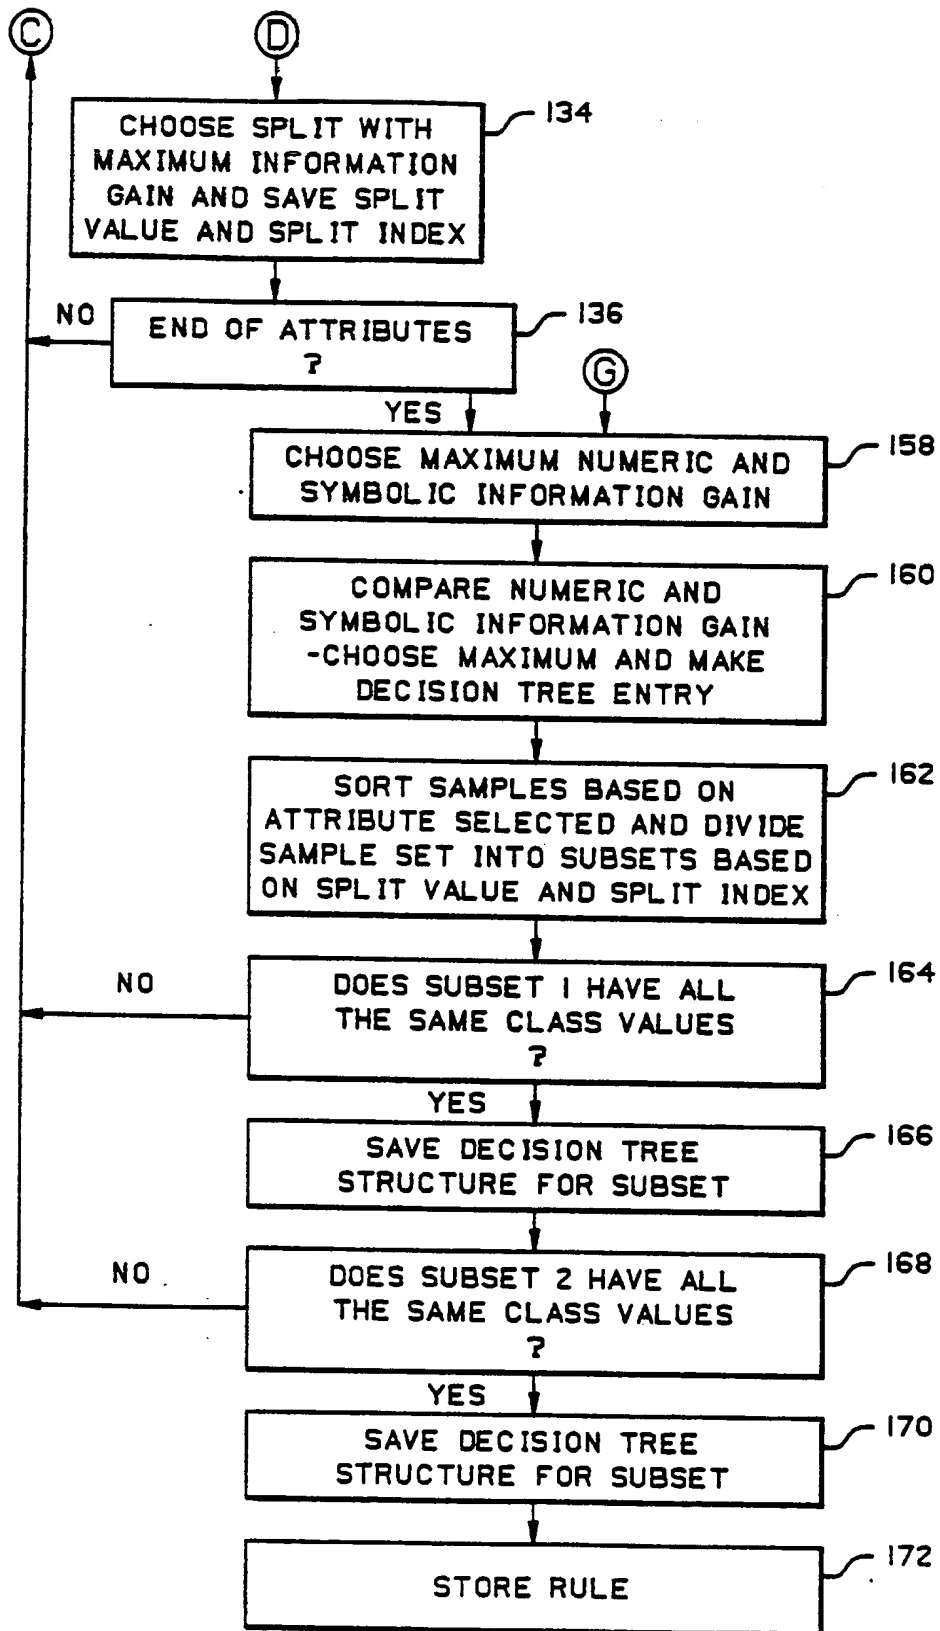 C
D
CHOOSE SPLIT WITH
MAXIMUM INFORMATION
GAIN AND SAVE SPLIT
VALUE AND SPLIT INDEX
134
NO
END OF ATTRIBUTES
?
136
G
YES
CHOOSE MAXIMUM NUMERIC AND
SYMBOLIC INFORMATION GAIN
158
COMPARE NUMERIC AND
SYMBOLIC INFORMATION GAIN
-CHOOSE MAXIMUM AND MAKE
DECISION TREE ENTRY
160
SORT SAMPLES BASED ON
ATTRIBUTE SELECTED AND DIVIDE
SAMPLE SET INTO SUBSETS BASED
ON SPLIT VALUE AND SPLIT INDEX
162
NO
DOES SUBSET 1 HAVE ALL
THE SAME CLASS VALUES
?
164
YES
SAVE DECISION TREE
STRUCTURE FOR SUBSET
166
NO
DOES SUBSET 2 HAVE ALL
THE SAME CLASS VALUES
?
168
YES
SAVE DECISION TREE
STRUCTURE FOR SUBSET
170
STORE RULE
172